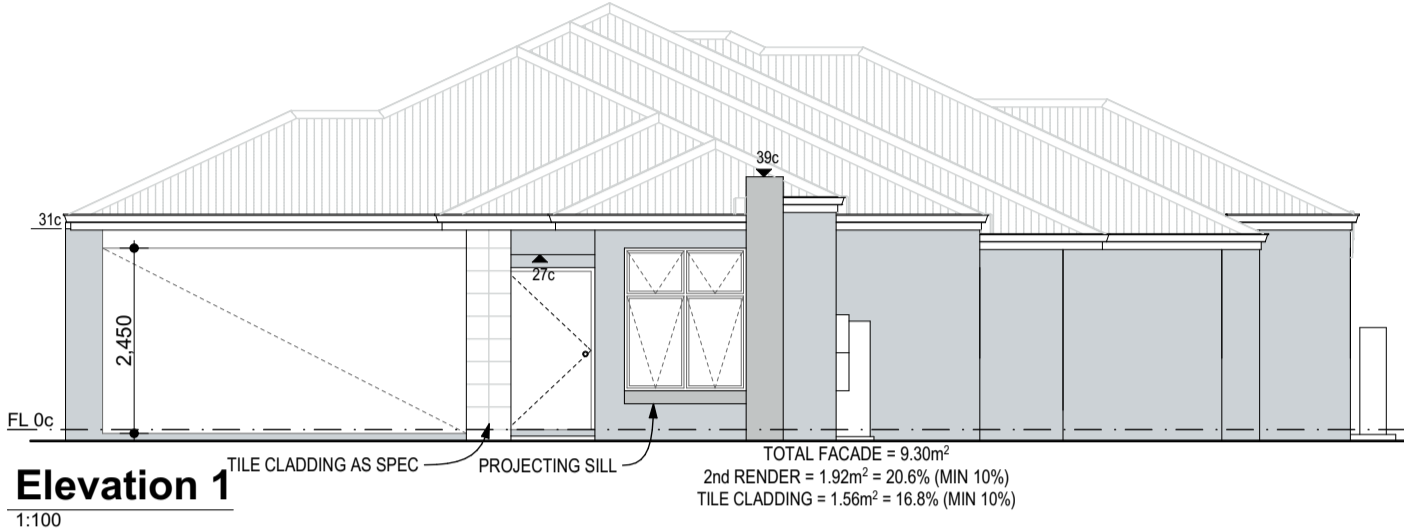 39c
31c
27c
2,450
FL 0c
TILE CLADDING AS SPEC
PROJECTING SILL
TOTAL FACADE = 9.30m²
2nd RENDER = 1.92m² = 20.6% (MIN 10%)
TILE CLADDING = 1.56m² = 16.8% (MIN 10%)
Elevation 1
1:100